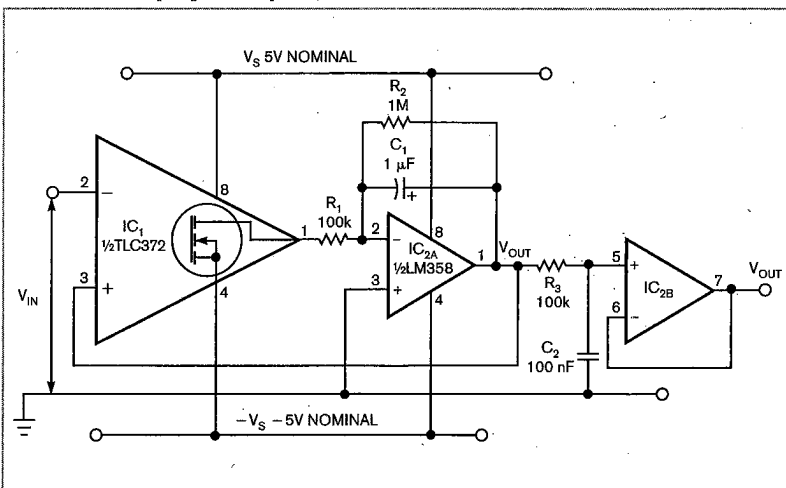 V_S 5V NOMINAL
R_2
1M
C_1
1 µF
+
2
−
8
IC_1
½TLC372
1
R_1
100k
2
−
8
IC_2A
½LM358
1
V_OUT
3
+
4
3
+
4
V_IN
R_3
100k
5
+
IC_2B
7
V_OUT
6
−
C_2
100 nF
−V_S −5V NOMINAL